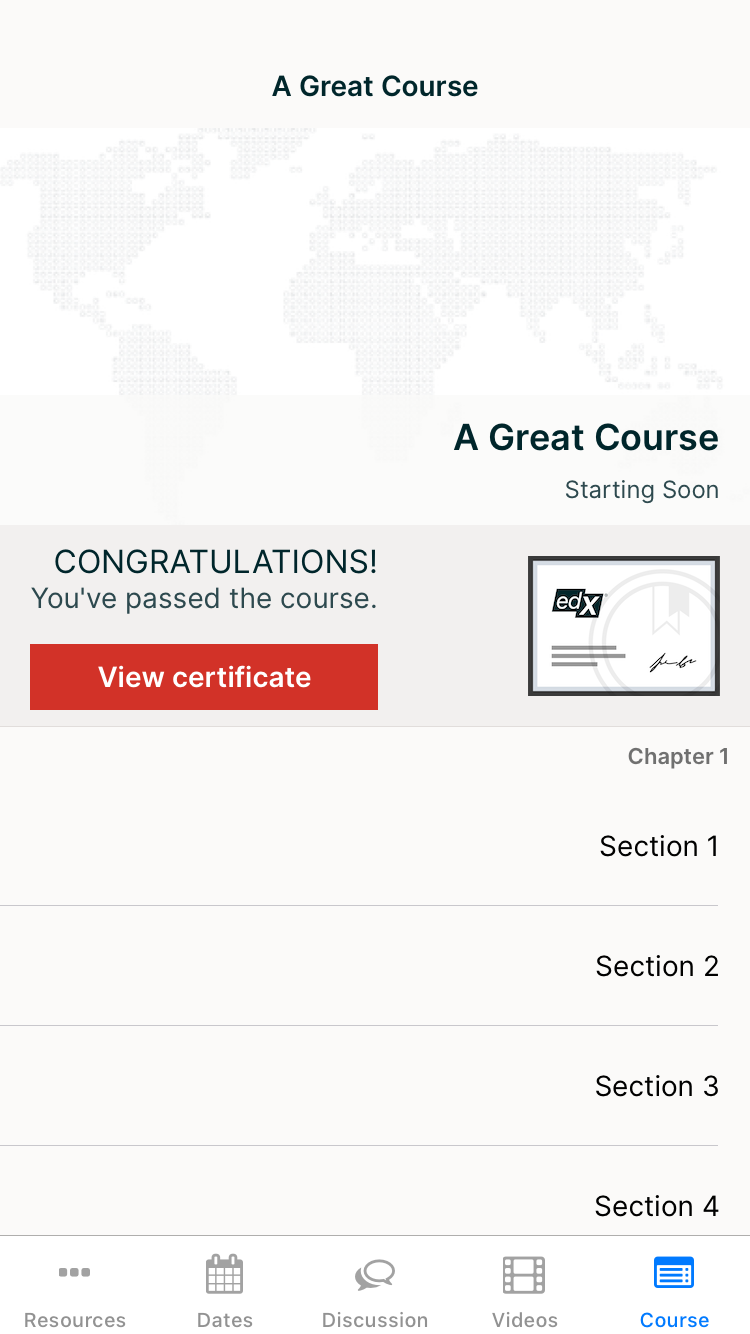 A Great Course
A Great Course
Starting Soon
CONGRATULATIONS!
You've passed the course.
View certificate
edX
Chapter 1
Section 1
Section 2
Section 3
Section 4
Resources
Dates
Discussion
Videos
Course